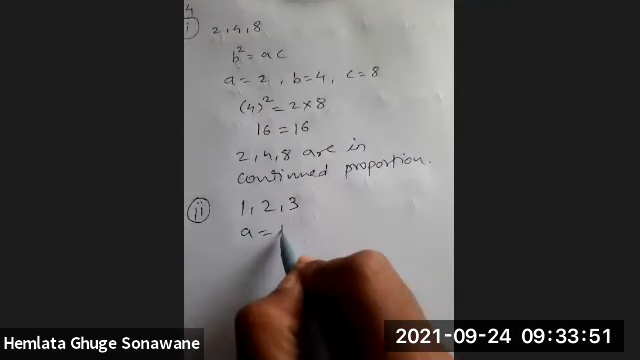 4
i 2, 4, 8
b² = ac
a = 2, b = 4, c = 8
(4)² = 2 × 8
16 = 16
2, 4, 8 are in
continued proportion.
ii 1, 2, 3
a = 1
Hemlata Ghuge Sonawane
2021-09-24 09:33:51